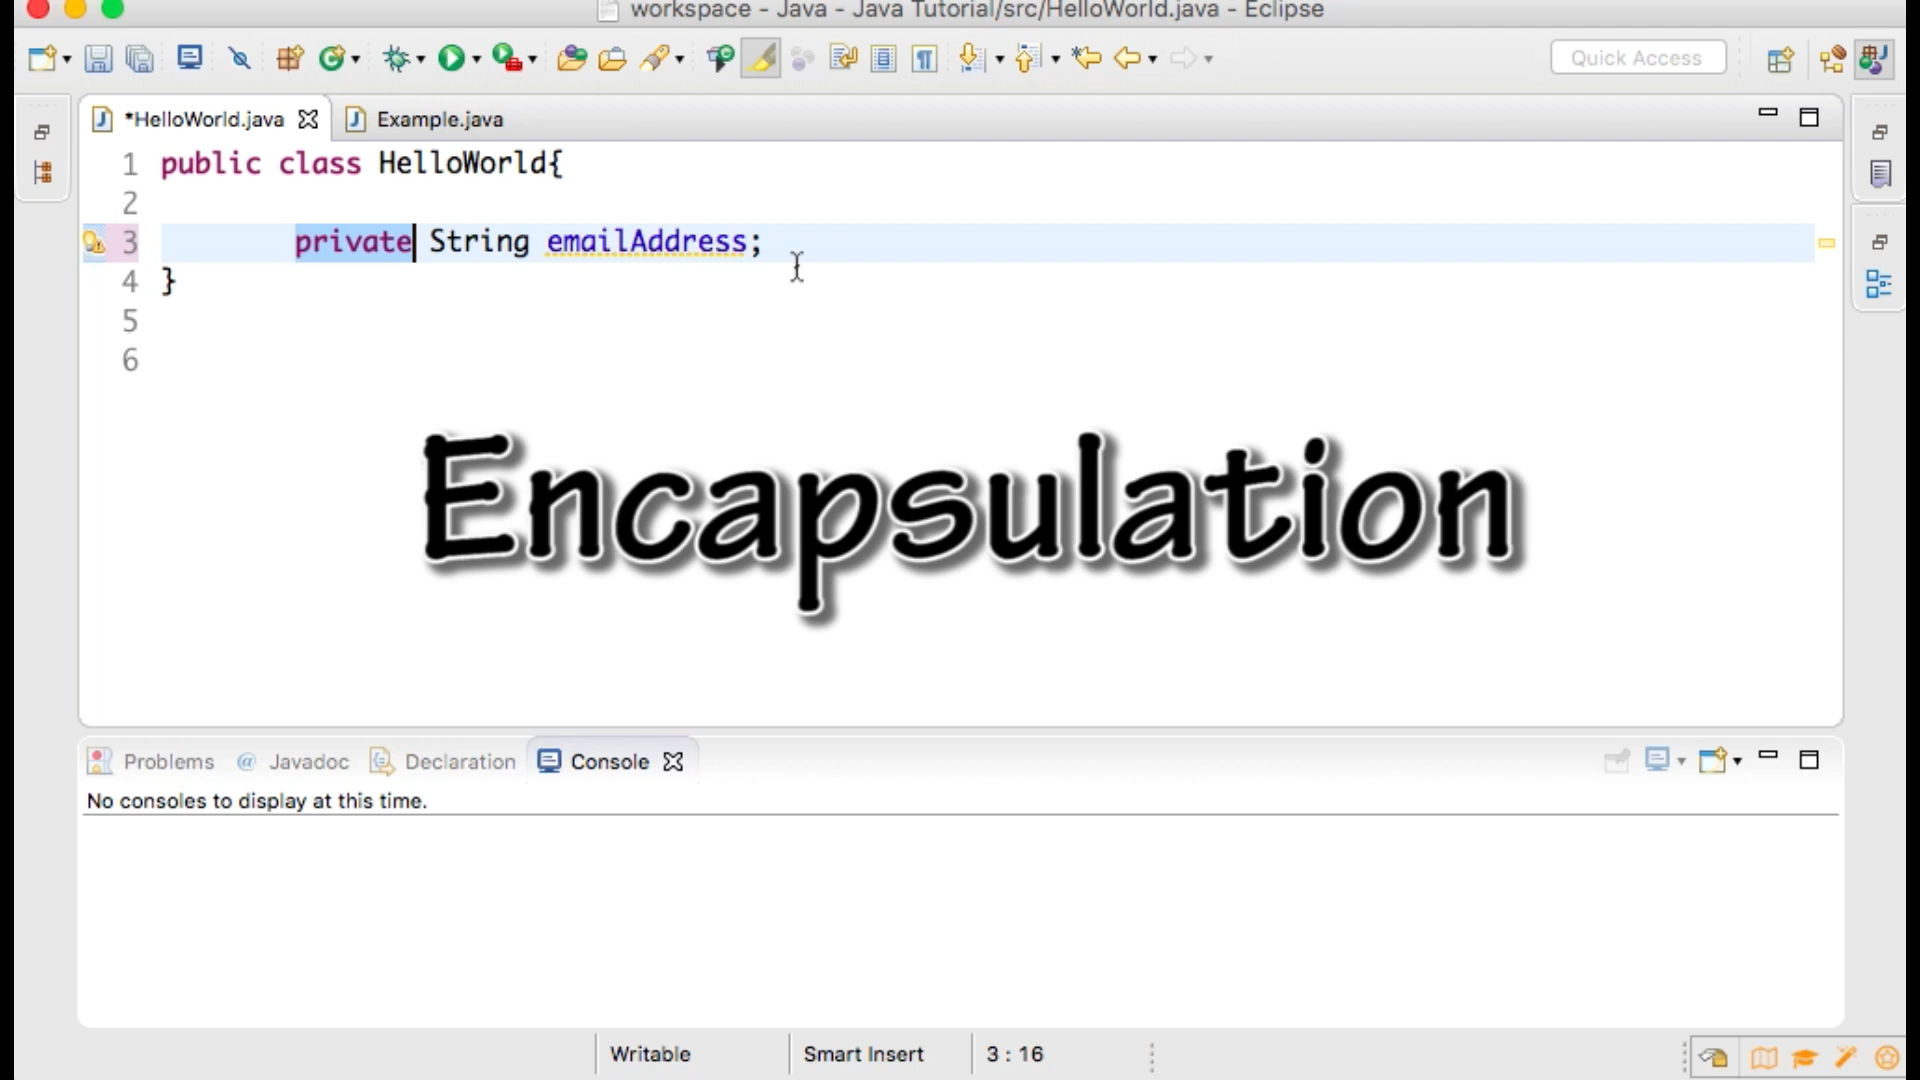 workspace - Java - Java Tutorial/src/HelloWorld.java - Eclipse
Quick Access
*HelloWorld.java
Example.java
1 public class HelloWorld{
2
3 private String emailAddress;
4 }
5
6
Encapsulation
Problems @ Javadoc Declaration Console
No consoles to display at this time.
Writable Smart Insert 3 : 16